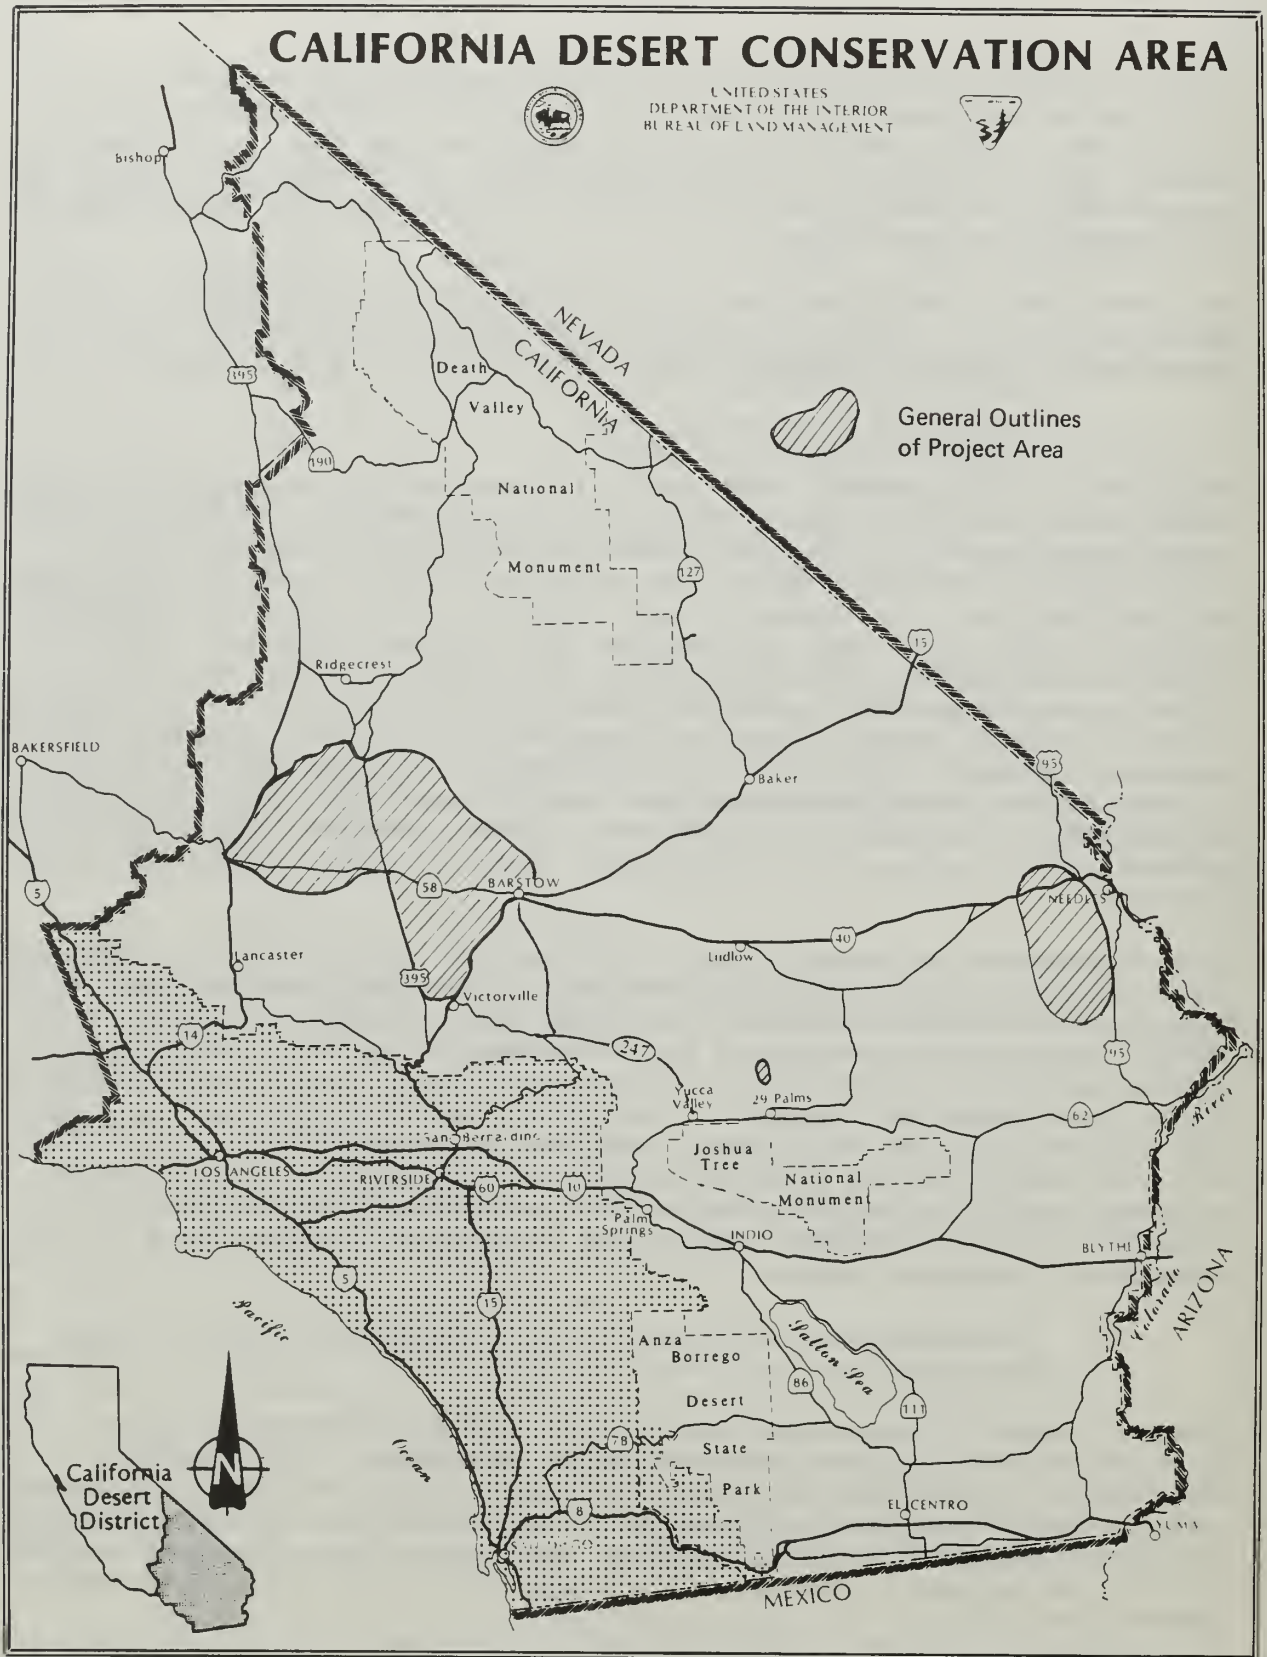 CALIFORNIA DESERT CONSERVATION AREA
UNITED STATES
DEPARTMENT OF THE INTERIOR
BUREAU OF LAND MANAGEMENT
Bishop
NEVADA
CALIFORNIA
395
Death
Valley
190
National
Monument
General Outlines
of Project Area
127
15
Ridgecrest
BAKERSFIELD
95
Baker
5
58
BARSTOW
NEEDLES
40
Ludlow
Lancaster
395
Victorville
14
247
95
Yucca
Valley
29 Palms
62
River
San Bernardino
Joshua
Tree
National
Monument
LOS ANGELES
RIVERSIDE
60
10
Palm
Springs
INDIO
BLYTHE
5
15
Colorado
ARIZONA
Pacific
Ocean
Salton Sea
Anza
Borrego
Desert
State
Park
86
111
78
8
EL CENTRO
YUMA
SAN DIEGO
MEXICO
N
California
Desert
District